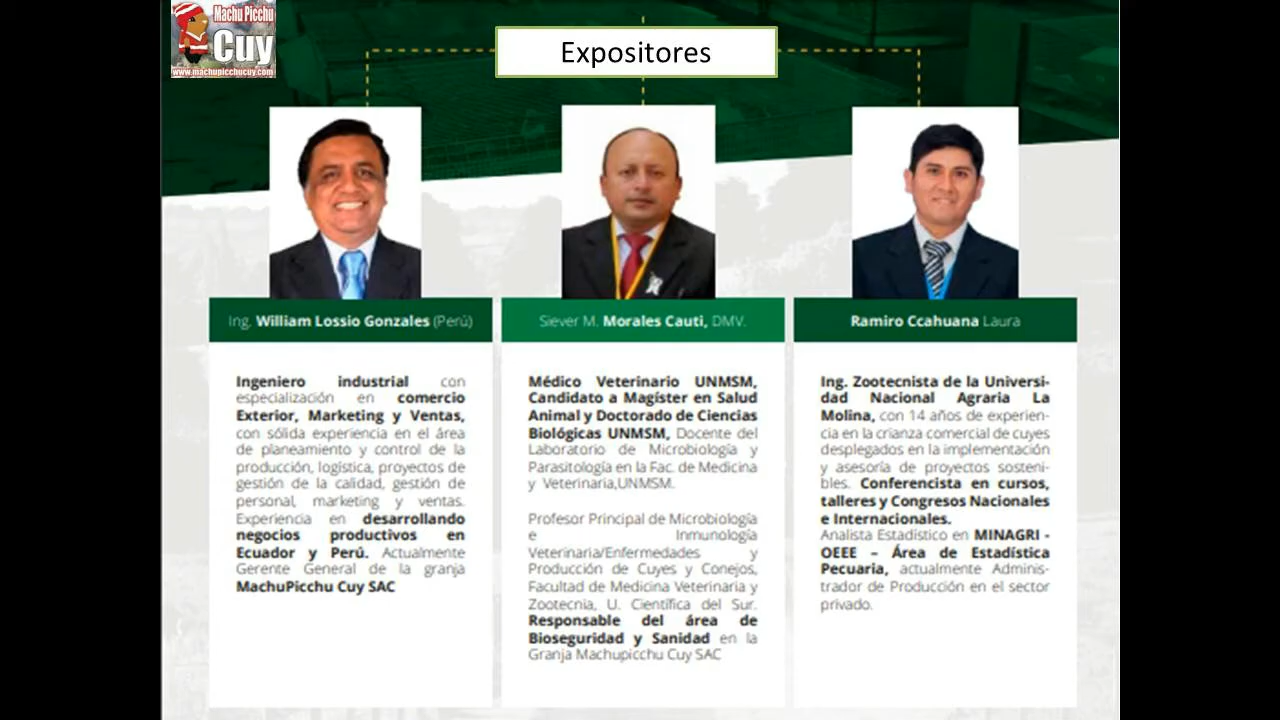 Machu Picchu
Cuy
www.machupicchucuy.com
Expositores
Ing. William Lossio Gonzales (Perú)
Ingeniero industrial con
especialización en comercio
Exterior, Marketing y Ventas,
con sólida experiencia en el área
de planeamiento y control de la
producción, logística, proyectos de
gestión de la calidad, gestión de
personal, marketing y ventas.
Experiencia en desarrollando
negocios productivos en
Ecuador y Perú. Actualmente
Gerente General de la granja
MachuPicchu Cuy SAC
Siever M. Morales Cauti, DMV.
Médico Veterinario UNMSM,
Candidato a Magíster en Salud
Animal y Doctorado de Ciencias
Biológicas UNMSM, Docente del
Laboratorio de Microbiología y
Parasitología en la Fac. de Medicina
y Veterinaria,UNMSM.
Profesor Principal de Microbiología
e Inmunología
Veterinaria/Enfermedades y
Producción de Cuyes y Conejos,
Facultad de Medicina Veterinaria y
Zootecnia, U. Científica del Sur.
Responsable del área de
Bioseguridad y Sanidad en la
Granja Machupicchu Cuy SAC
Ramiro Ccahuana Laura
Ing. Zootecnista de la Universi-
dad Nacional Agraria La
Molina, con 14 años de experien-
cia en la crianza comercial de cuyes
desplegados en la implementación
y asesoría de proyectos sosteni-
bles. Conferencista en cursos,
talleres y Congresos Nacionales
e Internacionales.
Analista Estadístico en MINAGRI -
OEEE – Área de Estadística
Pecuaria, actualmente Adminis-
trador de Producción en el sector
privado.